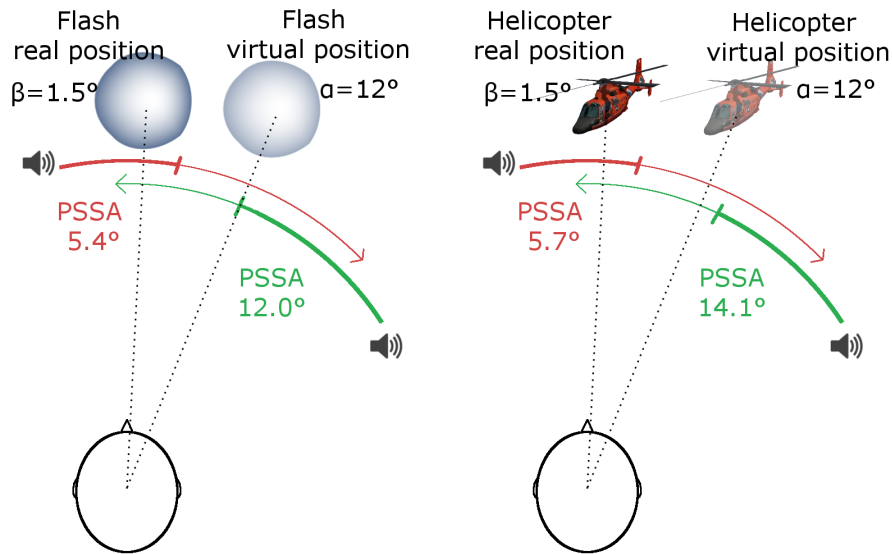 Flash
real position
β=1.5°
Flash
virtual position
α=12°
PSSA
5.4°
PSSA
12.0°
Helicopter
real position
β=1.5°
Helicopter
virtual position
α=12°
PSSA
5.7°
PSSA
14.1°